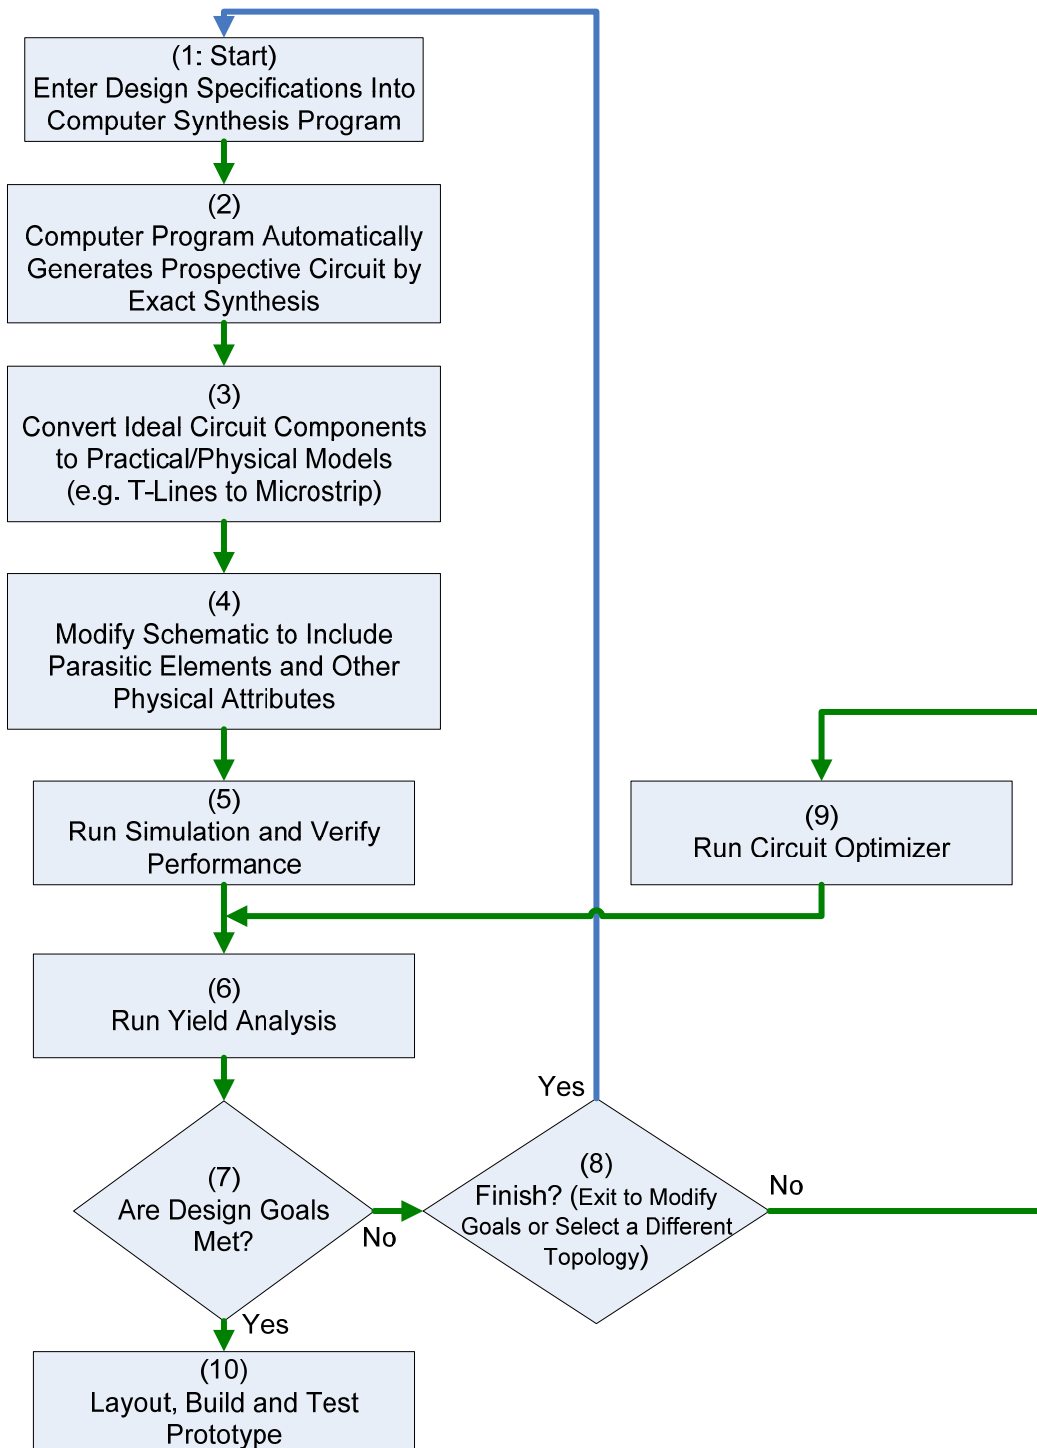 (1: Start)
Enter Design Specifications Into
Computer Synthesis Program
(2)
Computer Program Automatically
Generates Prospective Circuit by
Exact Synthesis
(3)
Convert Ideal Circuit Components
to Practical/Physical Models
(e.g. T-Lines to Microstrip)
(4)
Modify Schematic to Include
Parasitic Elements and Other
Physical Attributes
(5)
Run Simulation and Verify
Performance
(9)
Run Circuit Optimizer
(6)
Run Yield Analysis
(7)
Are Design Goals
Met?
No
Yes
(8)
Finish? (Exit to Modify
Goals or Select a Different
Topology)
Yes
No
(10)
Layout, Build and Test
Prototype